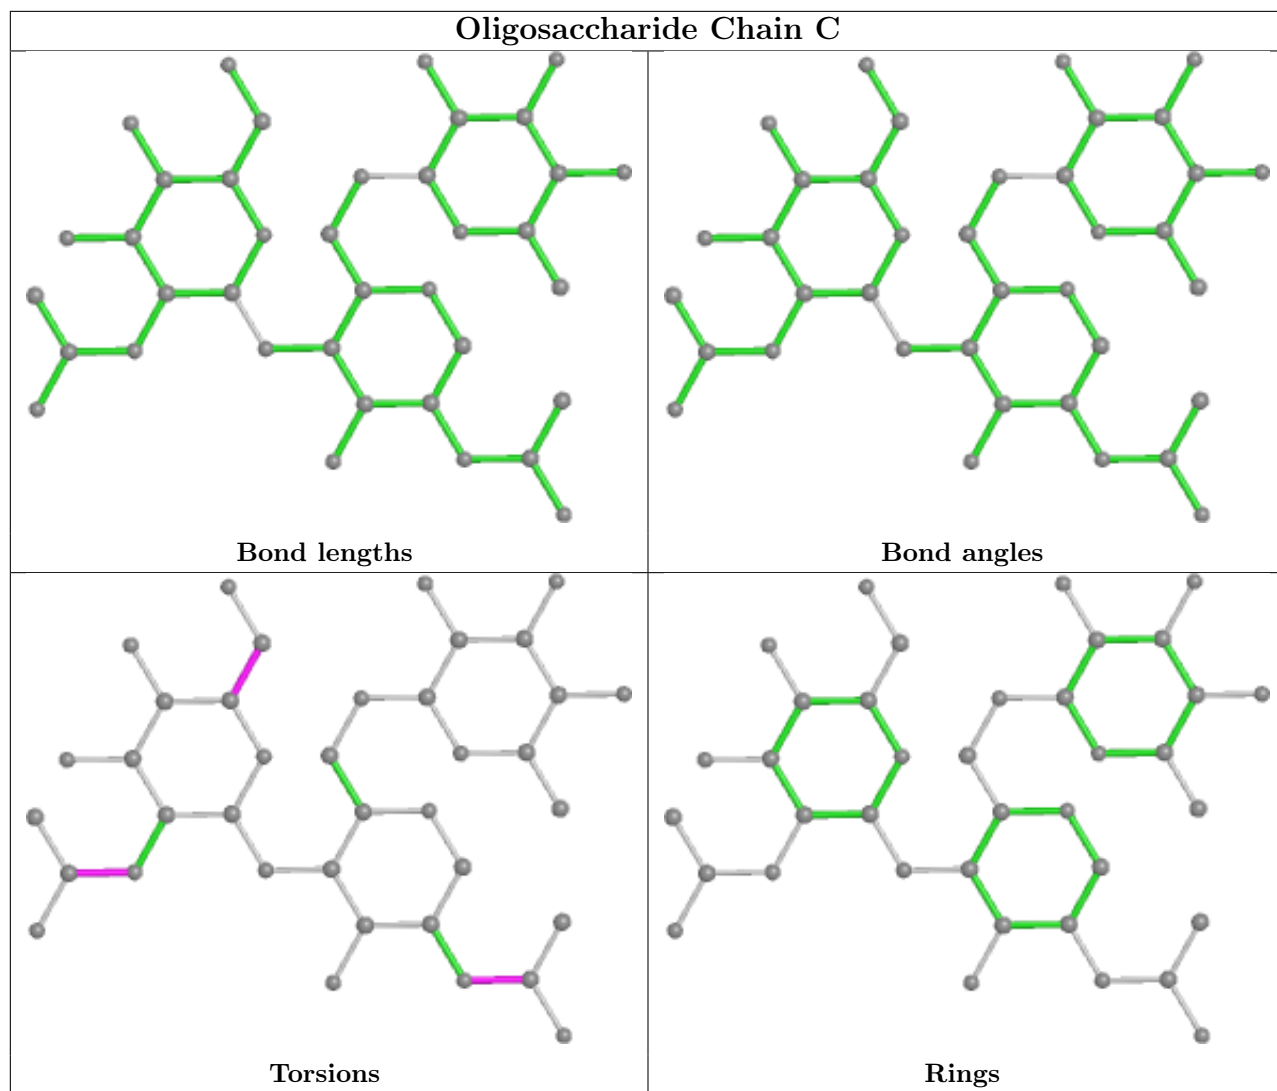 Oligosaccharide Chain C
Bond lengths
Bond angles
Torsions
Rings